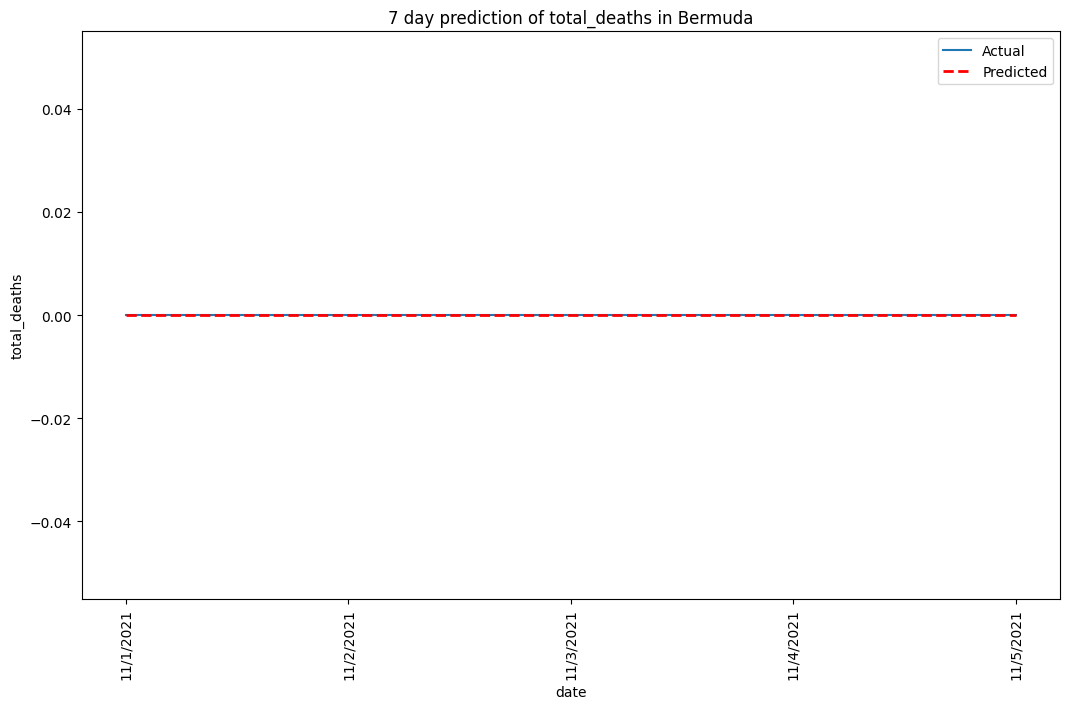 7 day prediction of total_deaths in Bermuda
Actual
Predicted
0.04
0.02
0.00
−0.02
−0.04
total_deaths
11/1/2021
11/2/2021
11/3/2021
11/4/2021
11/5/2021
date